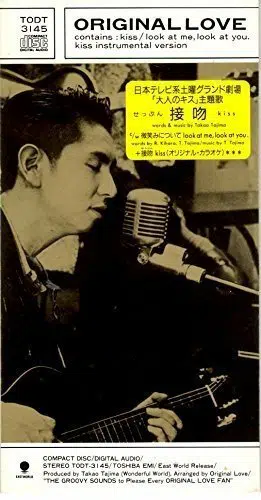 TODT
3145
COMPACT
disc
DIGITAL AUDIO
ORIGINAL LOVE
contains : kiss / look at me, look at you.
kiss instrumental version
日本テレビ系土曜グランド劇場
「大人のキス」主題歌
せっぷん
接吻 kiss
words & music by Takao Tajima
c/w 微笑みについて look at me, look at you.
words by R. Kihara, T. Tajima/music by T. Tajima
+接吻 kiss(オリジナル・カラオケ)●●●
EASTWORLD
COMPACT DISC/DIGITAL AUDIO/
STEREO TODT-3145/TOSHIBA EMI/ East World Release/
Produced by Takao Tajima (Wonderful World). Arranged by Original Love/
"THE GROOVY SOUNDS to Please Every ORIGINAL LOVE FAN"